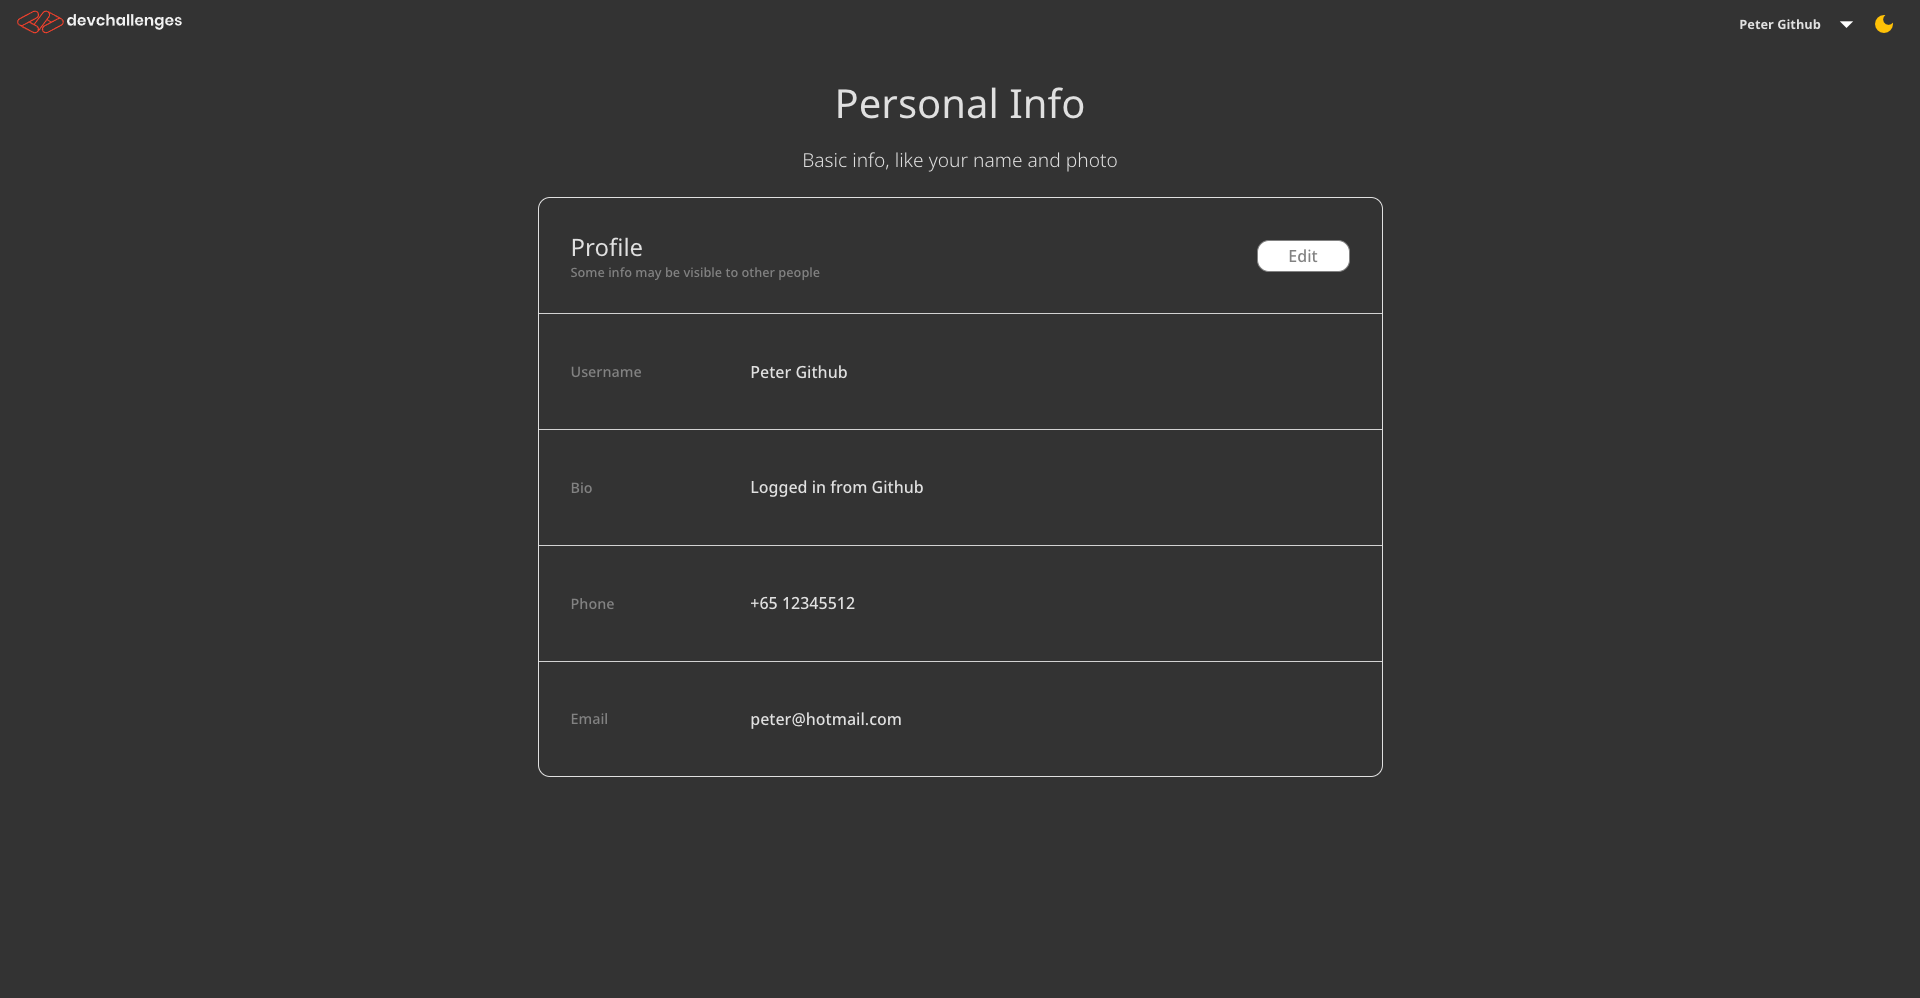 devchallenges
Peter Github
Personal Info
Basic info, like your name and photo
Profile
Some info may be visible to other people
Edit
Username
Peter Github
Bio
Logged in from Github
Phone
+65 12345512
Email
peter@hotmail.com